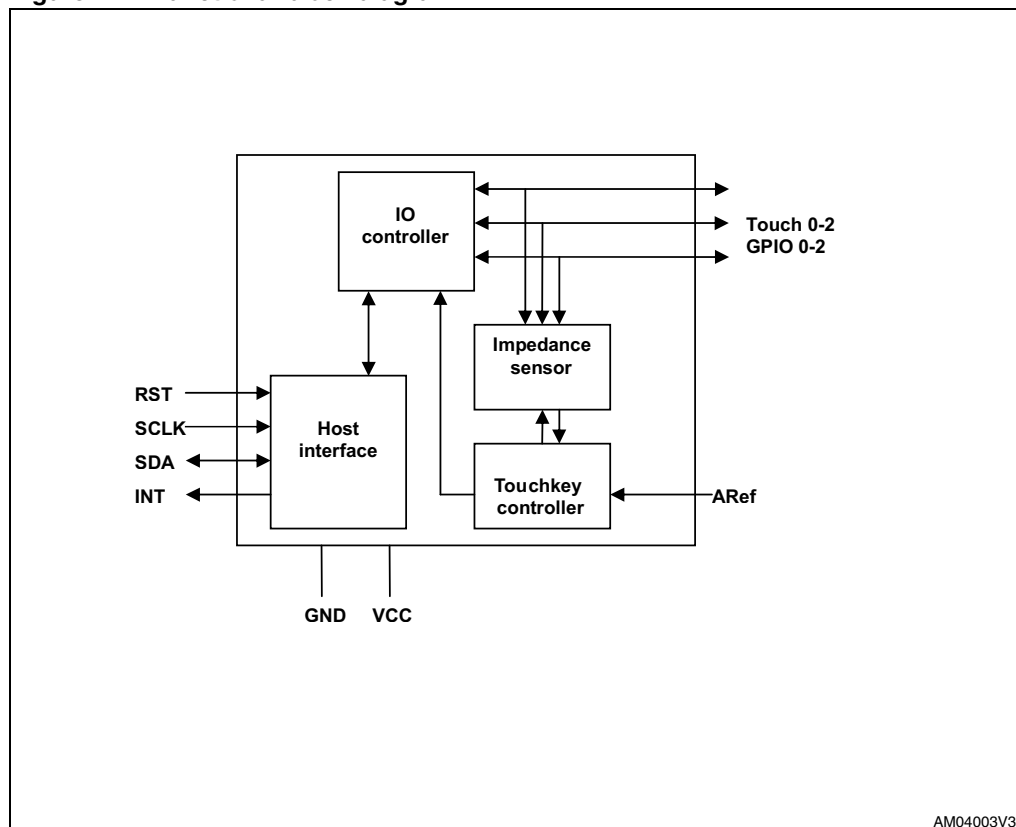 IO
controller
Touch 0-2
GPIO 0-2
Impedance
sensor
RST
SCLK
SDA
INT
Host
interface
Touchkey
controller
ARef
GND VCC
AM04003V3